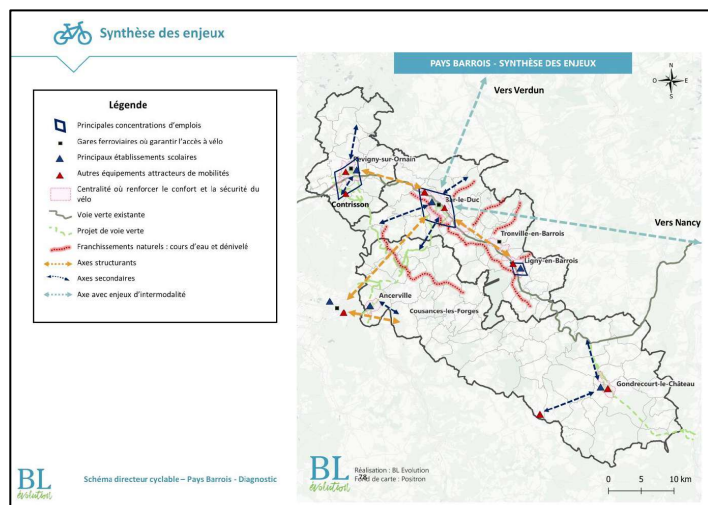 Synthèse des enjeux
Légende
Principales concentrations d'emplois
Gares ferroviaires où garantir l'accès à vélo
Principaux établissements scolaires
Autres équipements attracteurs de mobilités
Centralité où renforcer le confort et la sécurité du
vélo
Voie verte existante
Projet de voie verte
Franchissements naturels : cours d'eau et dénivelé
Axes structurants
Axes secondaires
Axe avec enjeu d'intermodalité
PAYS BARROIS - SYNTHÈSE DES ENJEUX
N
O
E
S
Vers Verdun
Revigny-sur-Ornain
Contrisson
Bar-le-Duc
Vers Nancy
Tronville-en-Barrois
Ligny-en-Barrois
Ancerville
Cousances-les-Forges
Gondrecourt-le-Château
BL
évolution
Schéma directeur cyclable – Pays Barrois - Diagnostic
BL
évolution
Réalisation : BL Evolution
78
Fond de carte : Positron
0 5 10 km